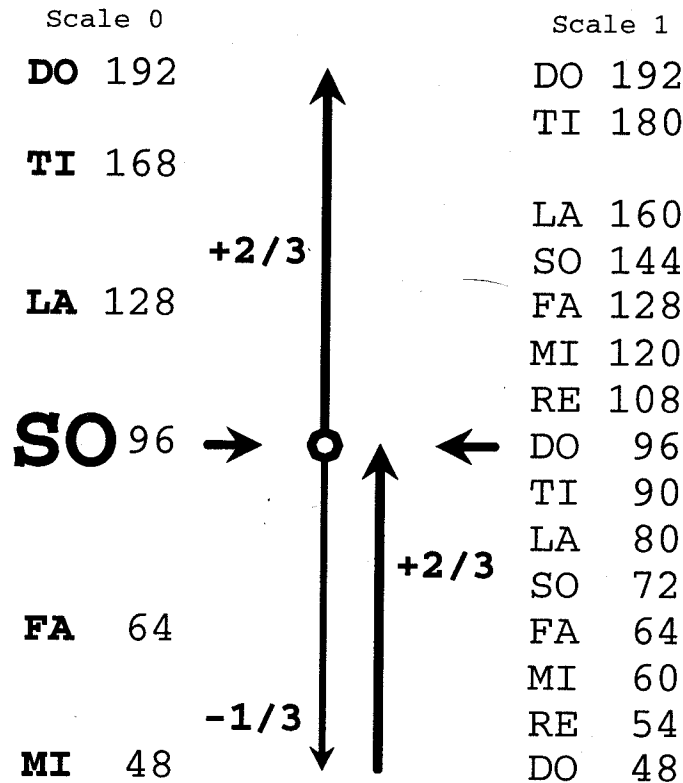 Scale 0
DO 192
TI 168
LA 128
SO 96
FA 64
MI 48
+2/3
-1/3
+2/3
Scale 1
DO 192
TI 180
LA 160
SO 144
FA 128
MI 120
RE 108
DO 96
TI 90
LA 80
SO 72
FA 64
MI 60
RE 54
DO 48